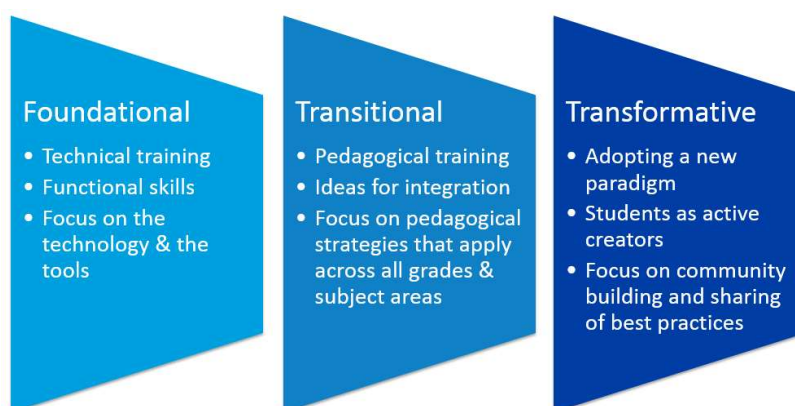 Foundational
• Technical training
• Functional skills
• Focus on the
technology & the
tools
Transitional
• Pedagogical training
• Ideas for integration
• Focus on pedagogical
strategies that apply
across all grades &
subject areas
Transformative
• Adopting a new
paradigm
• Students as active
creators
• Focus on community
building and sharing
of best practices